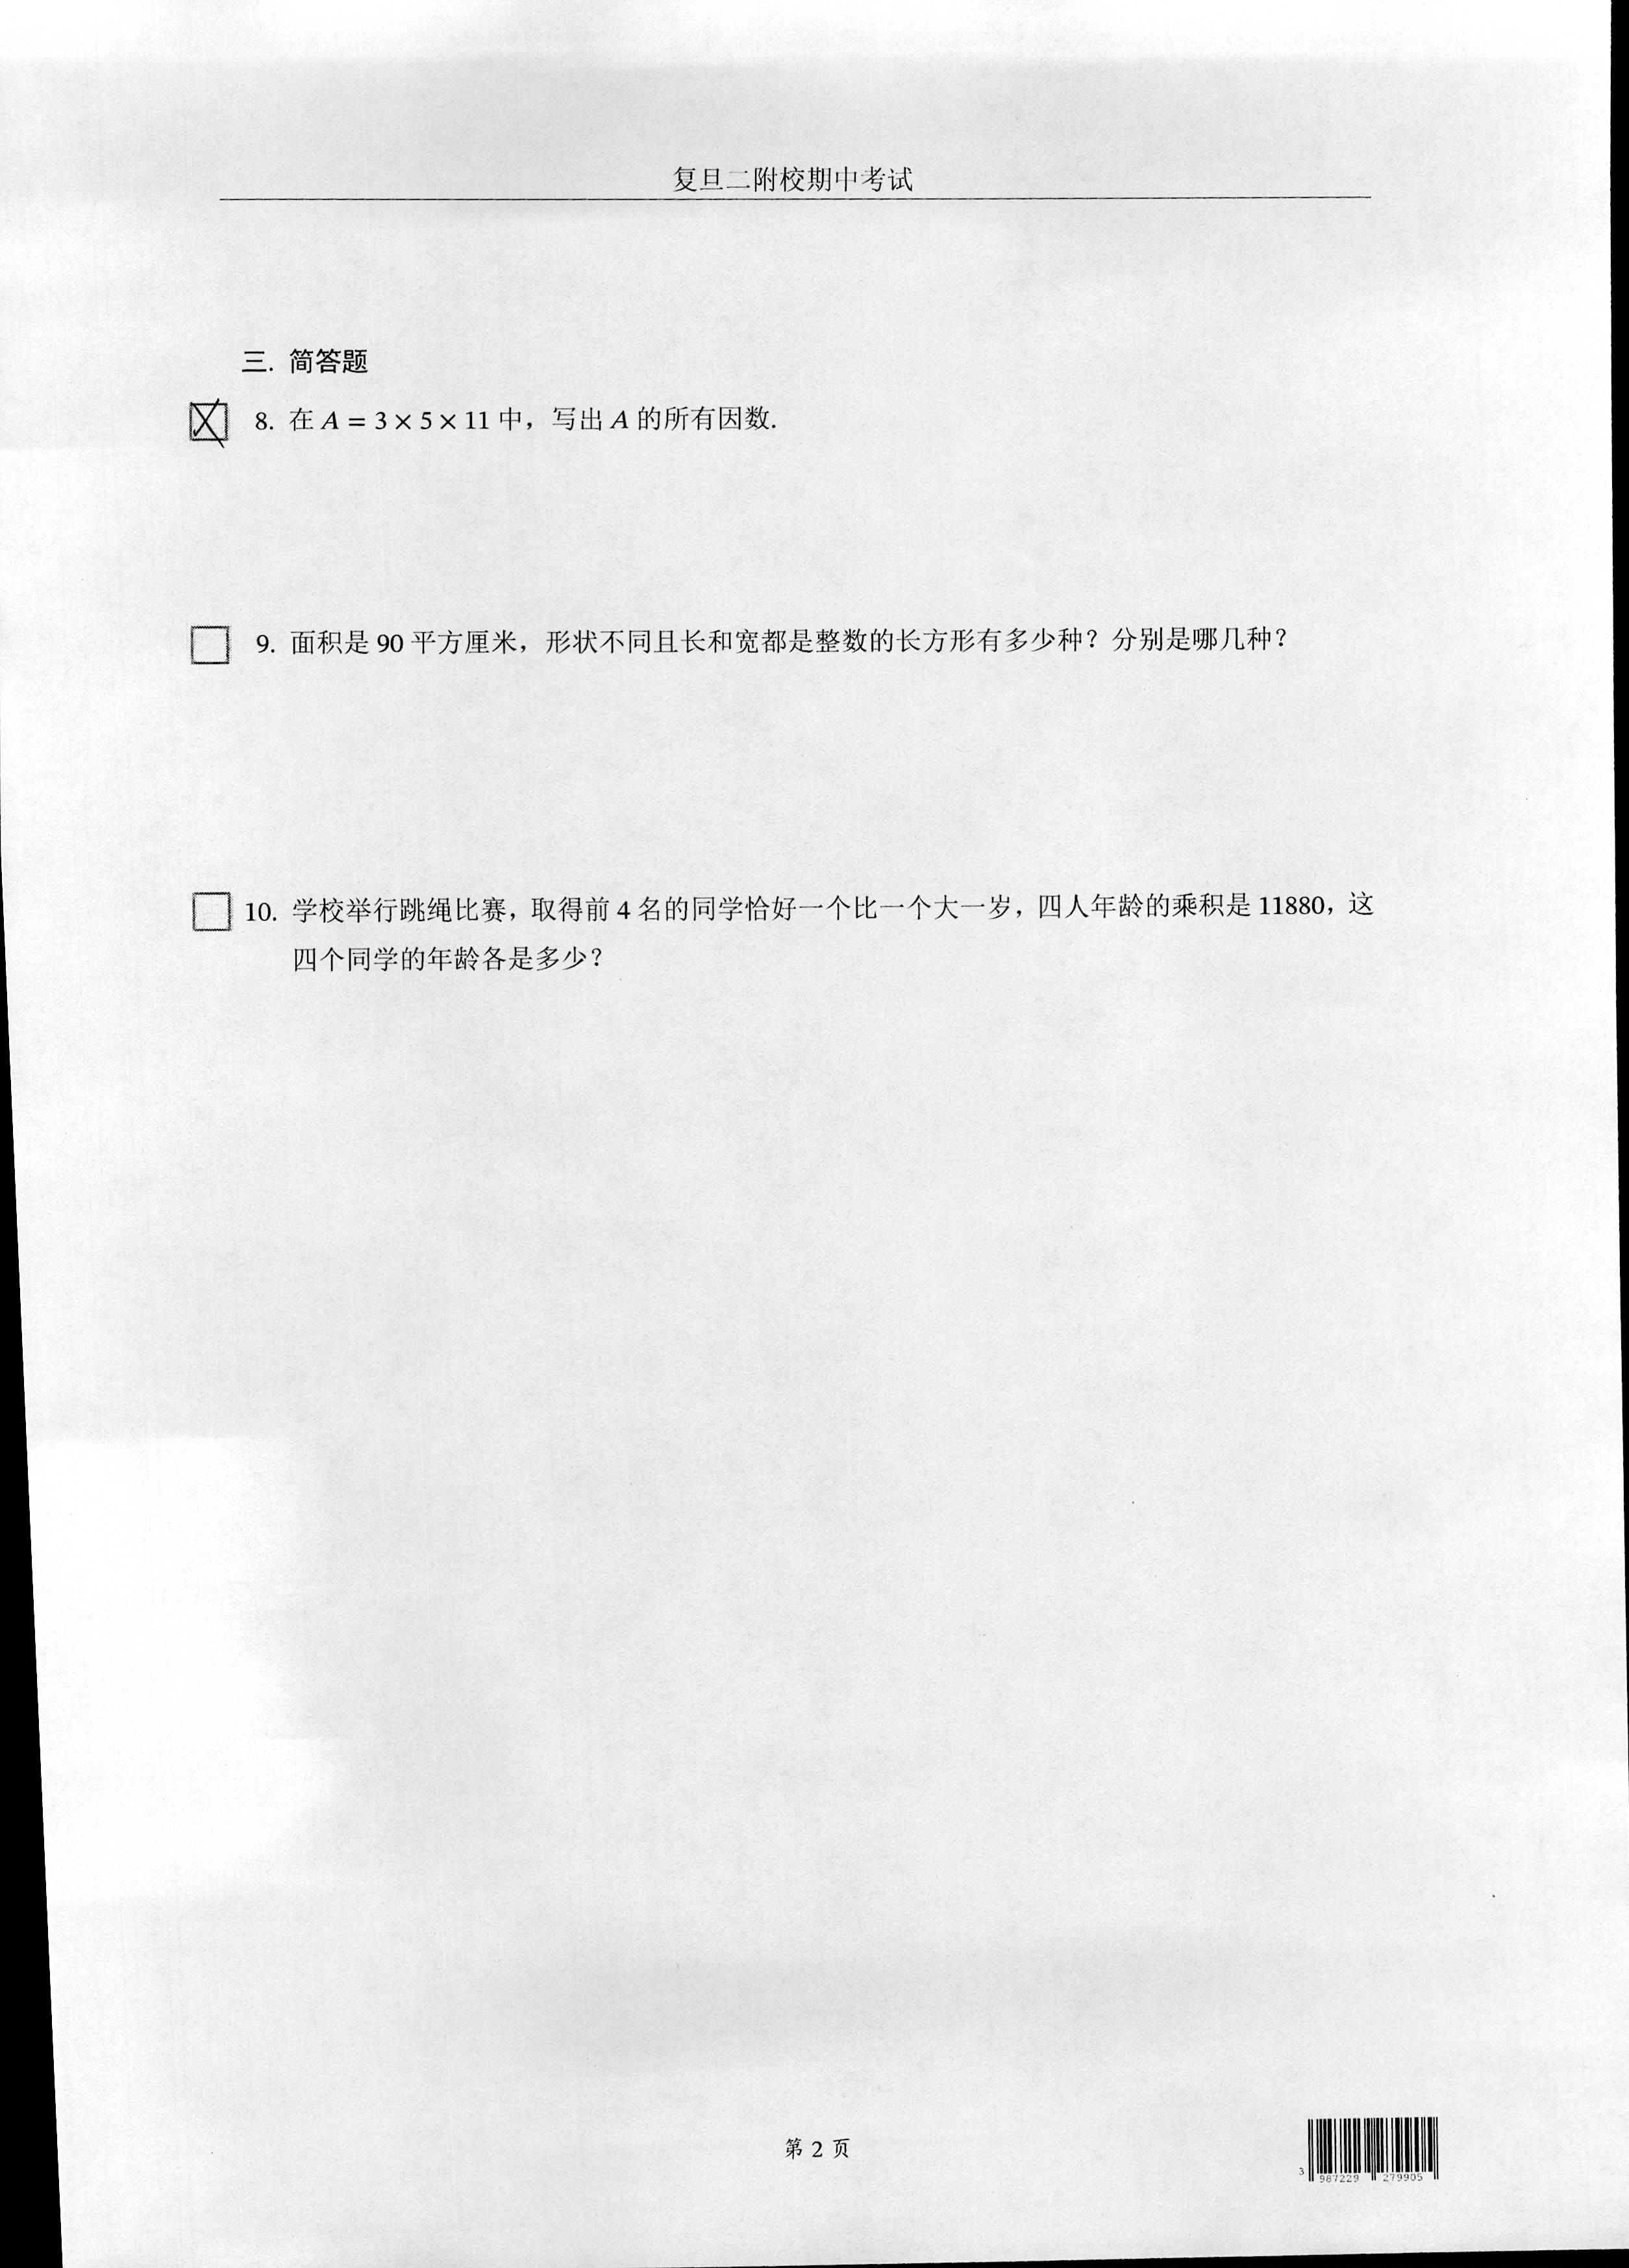 复旦二附校期中考试
三. 简答题
8. 在 A = 3 × 5 × 11 中，写出 A 的所有因数.
9. 面积是 90 平方厘米，形状不同且长和宽都是整数的长方形有多少种？分别是哪几种？
10. 学校举行跳绳比赛，取得前 4 名的同学恰好一个比一个大一岁，四人年龄的乘积是 11880，这
四个同学的年龄各是多少？
第 2 页
3 987229 279905